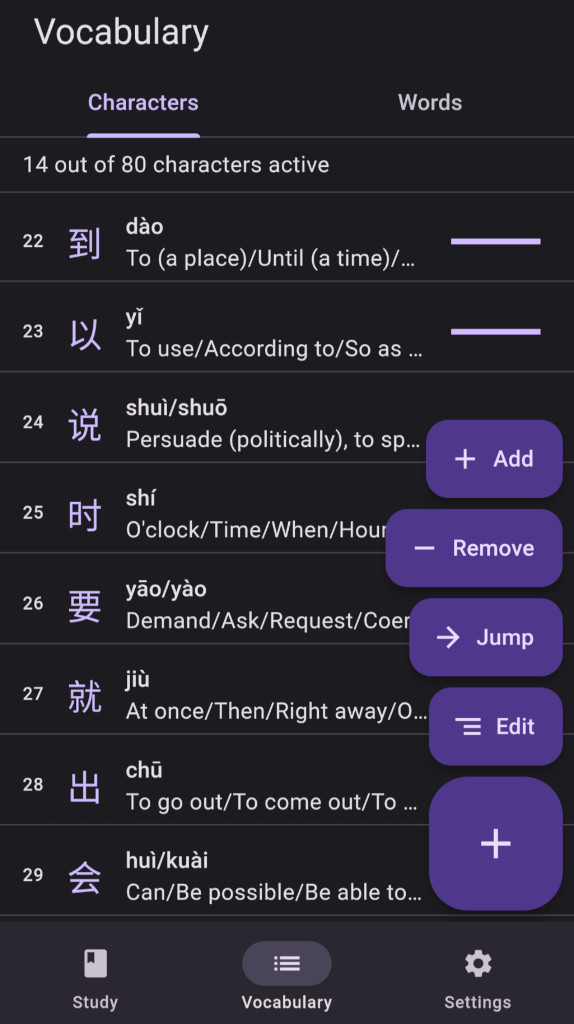 Vocabulary
Characters
Words
14 out of 80 characters active
22
到
dào
To (a place)/Until (a time)/…
23
以
yǐ
To use/According to/So as …
24
说
shuì/shuō
Persuade (politically), to sp…
25
时
shí
O'clock/Time/When/Hour
26
要
yāo/yào
Demand/Ask/Request/Coer
27
就
jiù
At once/Then/Right away/O…
28
出
chū
To go out/To come out/To …
29
会
huì/kuài
Can/Be possible/Be able to…
Add
Remove
Jump
Edit
Study
Vocabulary
Settings